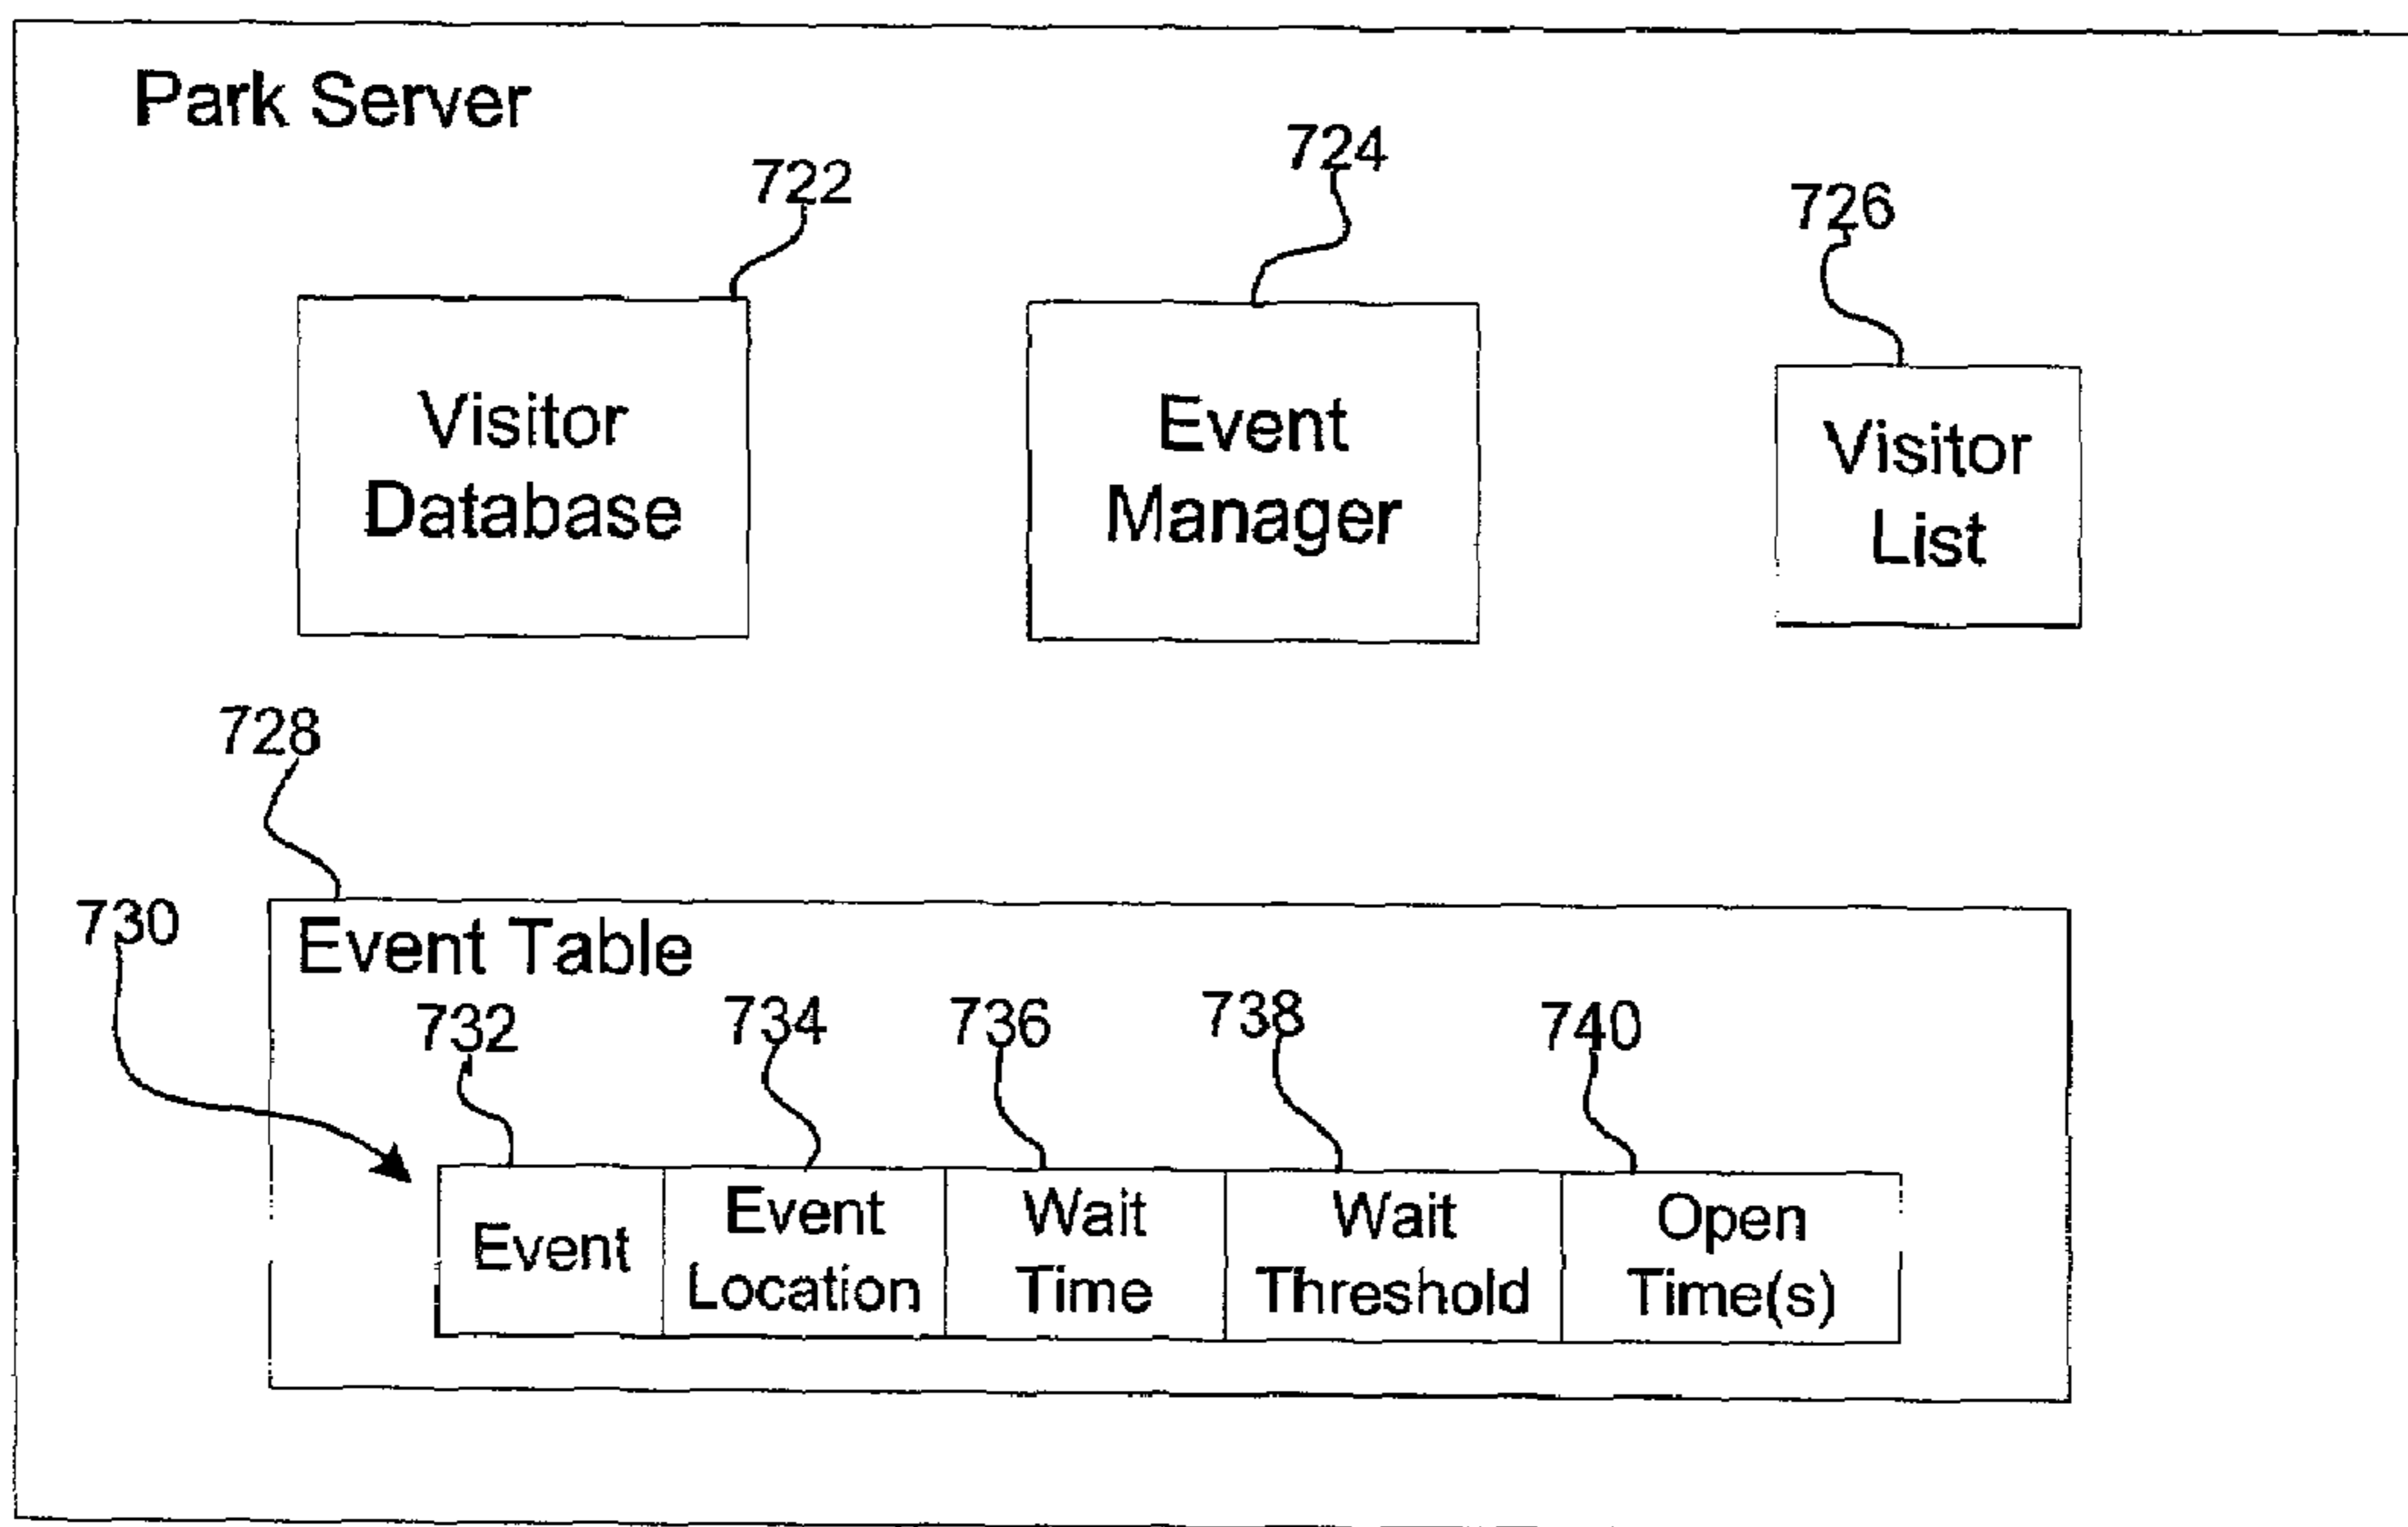 Park Server
722
724
726
Visitor
Database
Event
Manager
Visitor
List
728
730
Event Table
732
734
736
738
740
Event
Event
Location
Wait
Time
Wait
Threshold
Open
Time(s)